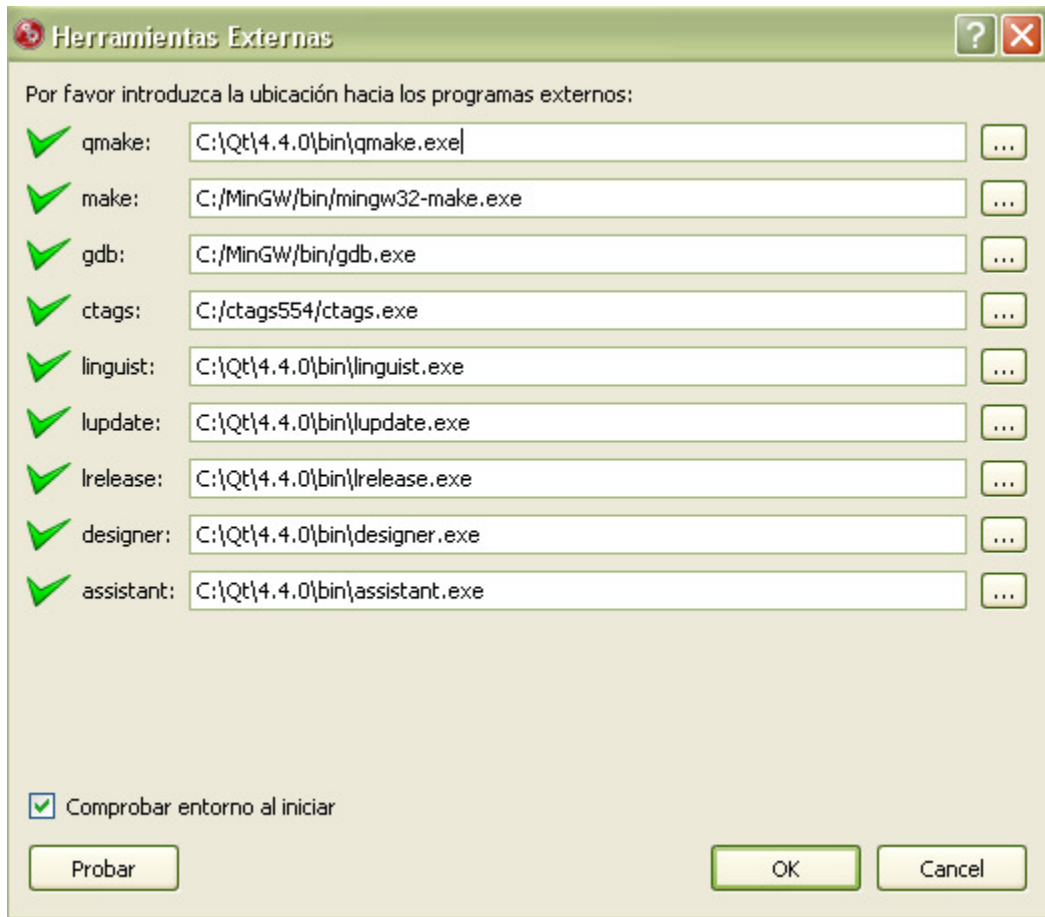 Herramientas Externas
Por favor introduzca la ubicación hacia los programas externos:
qmake: C:\Qt\4.4.0\bin\qmake.exe ...
make: C:/MinGW/bin/mingw32-make.exe ...
gdb: C:/MinGW/bin/gdb.exe ...
ctags: C:/ctags554/ctags.exe ...
linguist: C:\Qt\4.4.0\bin\linguist.exe ...
lupdate: C:\Qt\4.4.0\bin\lupdate.exe ...
lrelease: C:\Qt\4.4.0\bin\lrelease.exe ...
designer: C:\Qt\4.4.0\bin\designer.exe ...
assistant: C:\Qt\4.4.0\bin\assistant.exe ...
Comprobar entorno al iniciar
Probar OK Cancel